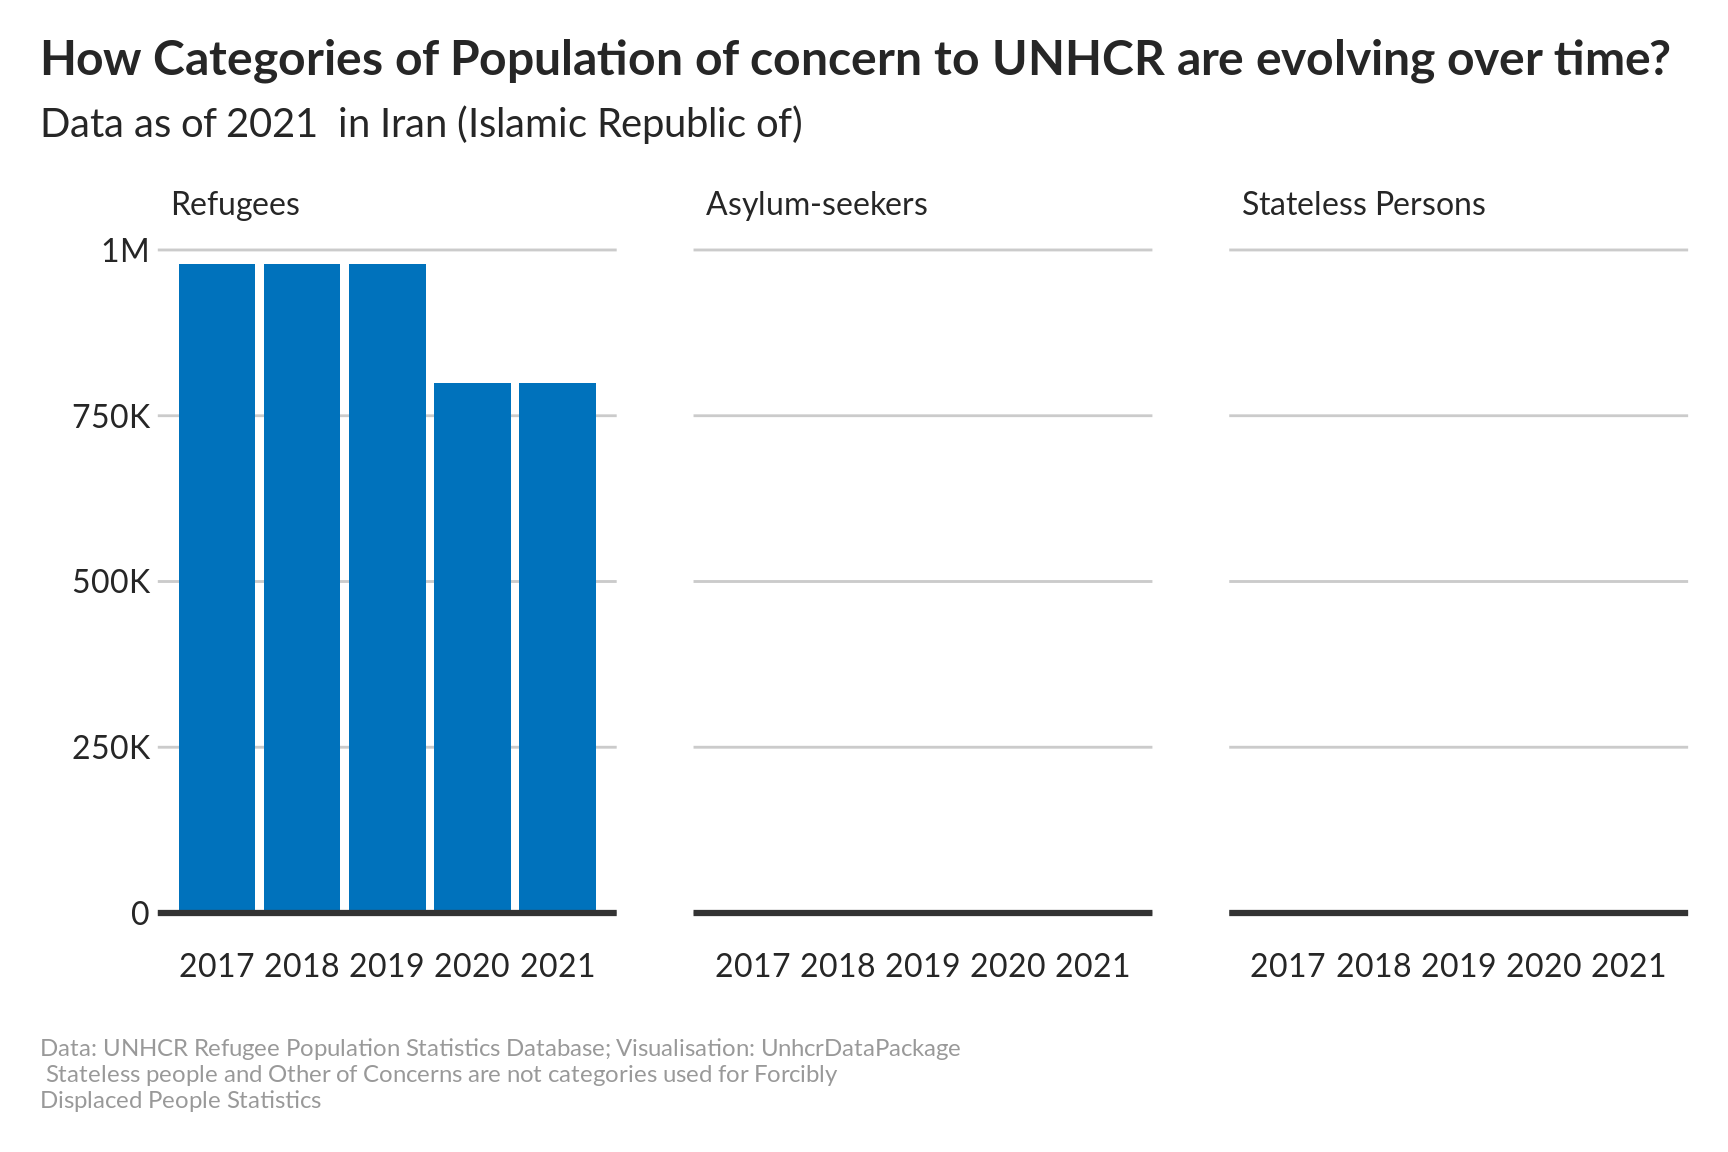 How Categories of Population of concern to UNHCR are evolving over time?
Data as of 2021  in Iran (Islamic Republic of)
Refugees
Asylum-seekers
Stateless Persons
1M
750K
500K
250K
0
2017 2018 2019 2020 2021
2017 2018 2019 2020 2021
2017 2018 2019 2020 2021
Data: UNHCR Refugee Population Statistics Database; Visualisation: UnhcrDataPackage
Stateless people and Other of Concerns are not categories used for Forcibly
Displaced People Statistics